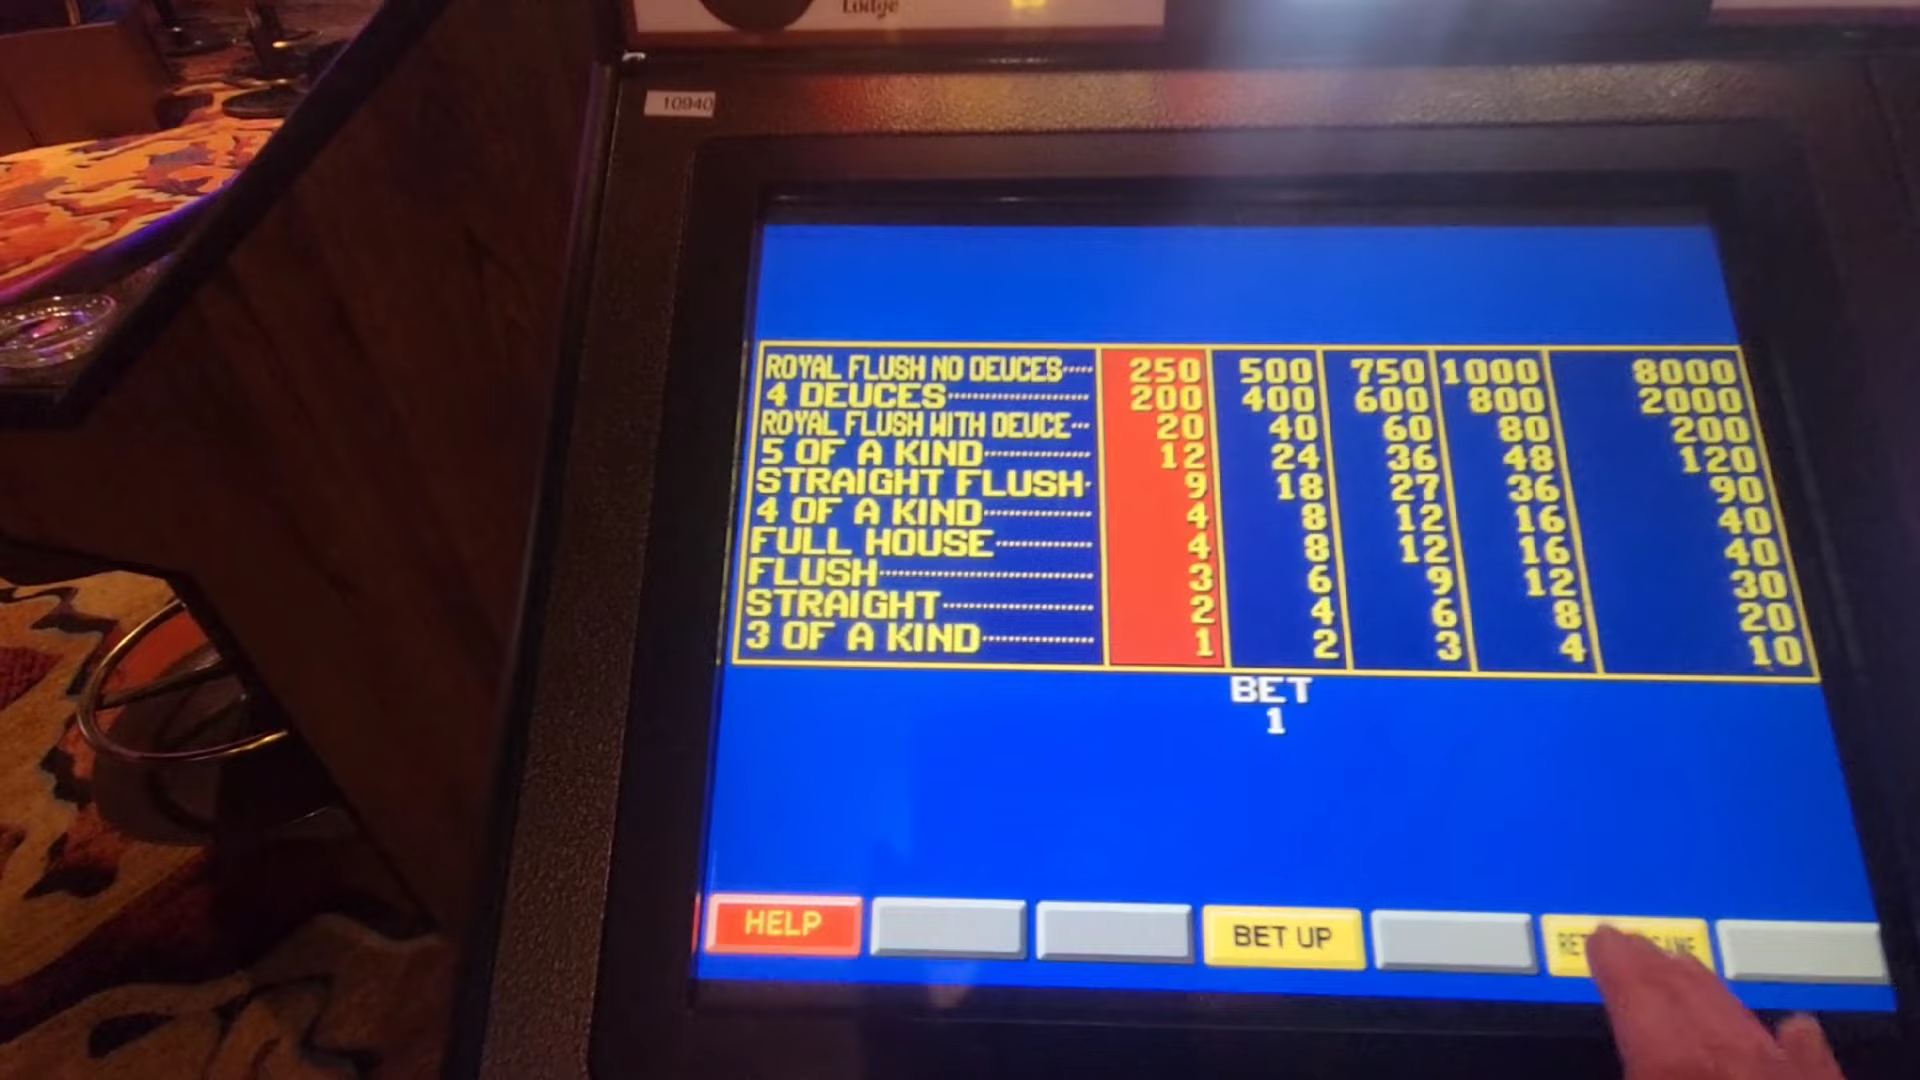 Lodge
10940
ROYAL FLUSH NO DEUCES 250 500 750 1000 8000
4 DEUCES 200 400 600 800 2000
ROYAL FLUSH WITH DEUCE 20 40 60 80 200
5 OF A KIND 12 24 36 48 120
STRAIGHT FLUSH 9 18 27 36 90
4 OF A KIND 4 8 12 16 40
FULL HOUSE 4 8 12 16 40
FLUSH 3 6 9 12 30
STRAIGHT 2 4 6 8 20
3 OF A KIND 1 2 3 4 10
BET
1
HELP BET UP